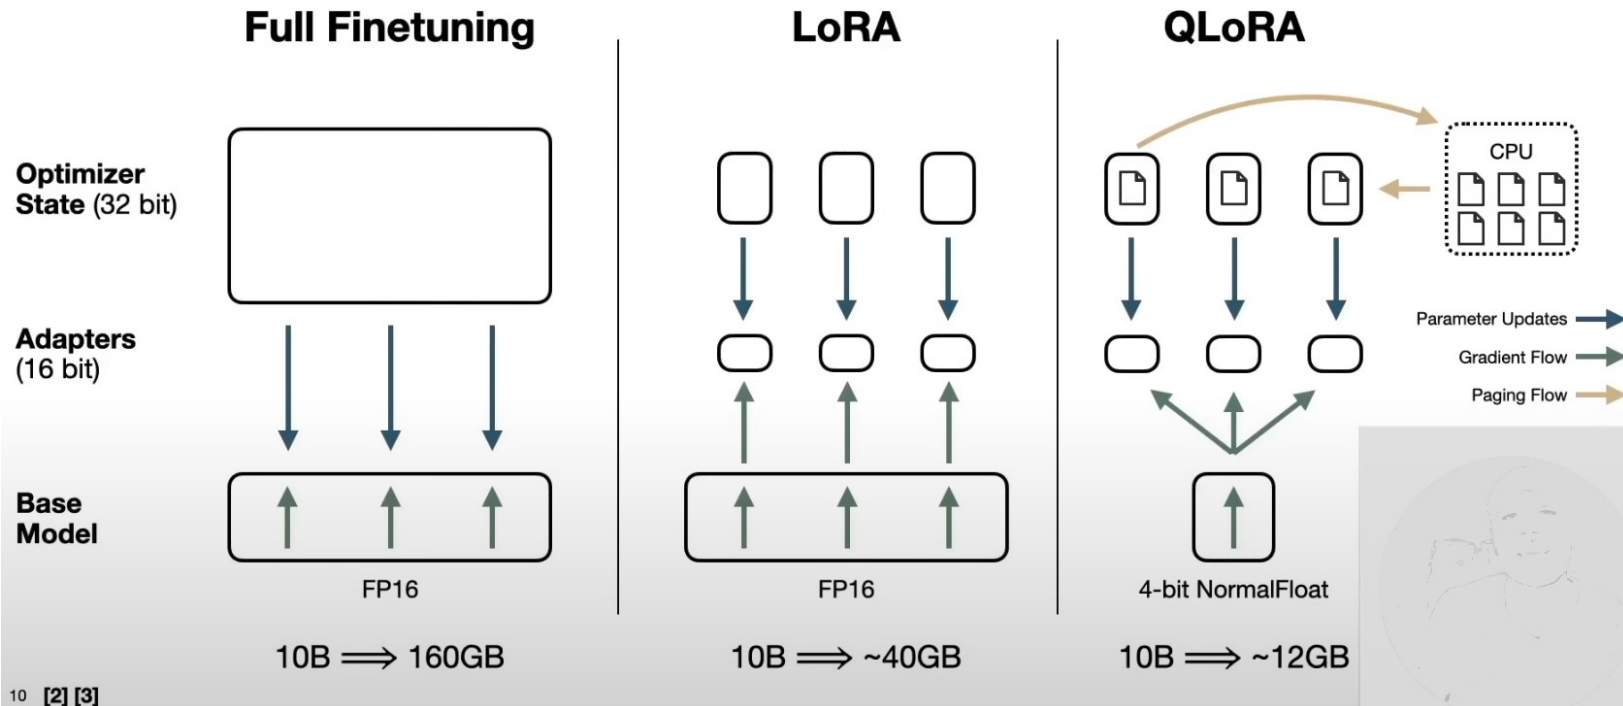 Full Finetuning
LoRA
QLoRA
Optimizer
State (32 bit)
CPU
Adapters
(16 bit)
Parameter Updates
Gradient Flow
Paging Flow
Base
Model
FP16
FP16
4-bit NormalFloat
10B ⟹ 160GB
10B ⟹ ~40GB
10B ⟹ ~12GB
10 [2] [3]